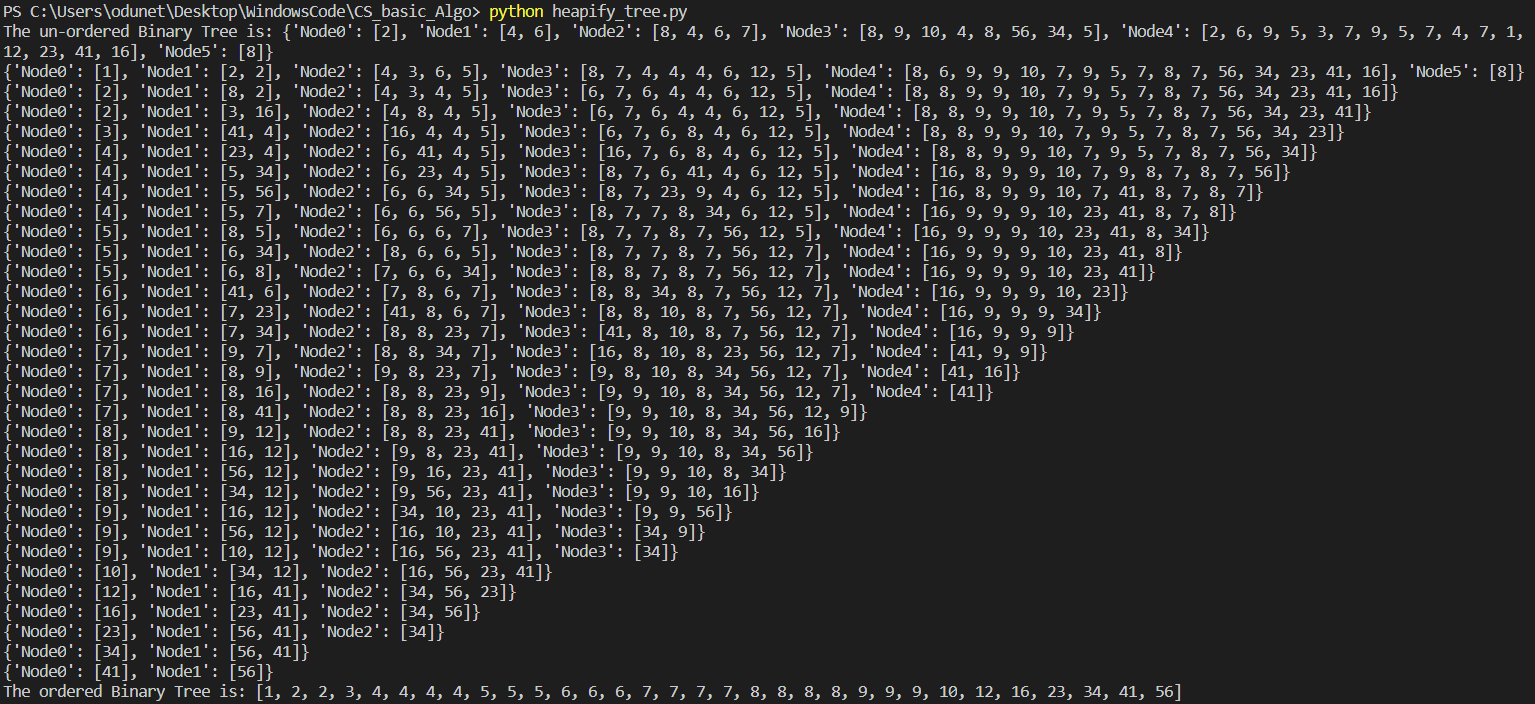 PS C:\Users\odunet\Desktop\WindowsCode\CS_basic_Algo> python heapify_tree.py
The un-ordered Binary Tree is: {'Node0': [2], 'Node1': [4, 6], 'Node2': [8, 4, 6, 7], 'Node3': [8, 9, 10, 4, 8, 56, 34, 5], 'Node4': [2, 6, 9, 5, 3, 7, 9, 5, 7, 4, 7, 1,
12, 23, 41, 16], 'Node5': [8]}
{'Node0': [1], 'Node1': [2, 2], 'Node2': [4, 3, 6, 5], 'Node3': [8, 7, 4, 4, 4, 6, 12, 5], 'Node4': [8, 6, 9, 9, 10, 7, 9, 5, 7, 8, 7, 56, 34, 23, 41, 16], 'Node5': [8]}
{'Node0': [2], 'Node1': [8, 2], 'Node2': [4, 3, 4, 5], 'Node3': [6, 7, 6, 4, 4, 6, 12, 5], 'Node4': [8, 8, 9, 9, 10, 7, 9, 5, 7, 8, 7, 56, 34, 23, 41, 16]}
{'Node0': [2], 'Node1': [3, 16], 'Node2': [4, 8, 4, 5], 'Node3': [6, 7, 6, 4, 4, 6, 12, 5], 'Node4': [8, 8, 9, 9, 10, 7, 9, 5, 7, 8, 7, 56, 34, 23, 41]}
{'Node0': [3], 'Node1': [41, 4], 'Node2': [16, 4, 4, 5], 'Node3': [6, 7, 6, 8, 4, 6, 12, 5], 'Node4': [8, 8, 9, 9, 10, 7, 9, 5, 7, 8, 7, 56, 34, 23]}
{'Node0': [4], 'Node1': [23, 4], 'Node2': [6, 41, 4, 5], 'Node3': [16, 7, 6, 8, 4, 6, 12, 5], 'Node4': [8, 8, 9, 9, 10, 7, 9, 5, 7, 8, 7, 56, 34]}
{'Node0': [4], 'Node1': [5, 34], 'Node2': [6, 23, 4, 5], 'Node3': [8, 7, 6, 41, 4, 6, 12, 5], 'Node4': [16, 8, 9, 9, 10, 7, 9, 8, 7, 8, 7, 56]}
{'Node0': [4], 'Node1': [5, 56], 'Node2': [6, 6, 34, 5], 'Node3': [8, 7, 23, 9, 4, 6, 12, 5], 'Node4': [16, 8, 9, 9, 10, 7, 41, 8, 7, 8, 7]}
{'Node0': [4], 'Node1': [5, 7], 'Node2': [6, 6, 56, 5], 'Node3': [8, 7, 7, 8, 34, 6, 12, 5], 'Node4': [16, 9, 9, 9, 10, 23, 41, 8, 7, 8]}
{'Node0': [5], 'Node1': [8, 5], 'Node2': [6, 6, 6, 7], 'Node3': [8, 7, 7, 8, 7, 56, 12, 5], 'Node4': [16, 9, 9, 9, 10, 23, 41, 8, 34]}
{'Node0': [5], 'Node1': [6, 34], 'Node2': [8, 6, 6, 5], 'Node3': [8, 7, 7, 8, 7, 56, 12, 7], 'Node4': [16, 9, 9, 9, 10, 23, 41, 8]}
{'Node0': [5], 'Node1': [6, 8], 'Node2': [7, 6, 6, 34], 'Node3': [8, 8, 7, 8, 7, 56, 12, 7], 'Node4': [16, 9, 9, 9, 10, 23, 41]}
{'Node0': [6], 'Node1': [41, 6], 'Node2': [7, 8, 6, 7], 'Node3': [8, 8, 34, 8, 7, 56, 12, 7], 'Node4': [16, 9, 9, 9, 10, 23]}
{'Node0': [6], 'Node1': [7, 23], 'Node2': [41, 8, 6, 7], 'Node3': [8, 8, 10, 8, 7, 56, 12, 7], 'Node4': [16, 9, 9, 9, 34]}
{'Node0': [6], 'Node1': [7, 34], 'Node2': [8, 8, 23, 7], 'Node3': [41, 8, 10, 8, 7, 56, 12, 7], 'Node4': [16, 9, 9, 9]}
{'Node0': [7], 'Node1': [9, 7], 'Node2': [8, 8, 34, 7], 'Node3': [16, 8, 10, 8, 23, 56, 12, 7], 'Node4': [41, 9, 9]}
{'Node0': [7], 'Node1': [8, 9], 'Node2': [9, 8, 23, 7], 'Node3': [9, 8, 10, 8, 34, 56, 12, 7], 'Node4': [41, 16]}
{'Node0': [7], 'Node1': [8, 16], 'Node2': [8, 8, 23, 9], 'Node3': [9, 9, 10, 8, 34, 56, 12, 7], 'Node4': [41]}
{'Node0': [7], 'Node1': [8, 41], 'Node2': [8, 8, 23, 16], 'Node3': [9, 9, 10, 8, 34, 56, 12, 9]}
{'Node0': [8], 'Node1': [9, 12], 'Node2': [8, 8, 23, 41], 'Node3': [9, 9, 10, 8, 34, 56, 16]}
{'Node0': [8], 'Node1': [16, 12], 'Node2': [9, 8, 23, 41], 'Node3': [9, 9, 10, 8, 34, 56]}
{'Node0': [8], 'Node1': [56, 12], 'Node2': [9, 16, 23, 41], 'Node3': [9, 9, 10, 8, 34]}
{'Node0': [8], 'Node1': [34, 12], 'Node2': [9, 56, 23, 41], 'Node3': [9, 9, 10, 16]}
{'Node0': [9], 'Node1': [16, 12], 'Node2': [34, 10, 23, 41], 'Node3': [9, 9, 56]}
{'Node0': [9], 'Node1': [56, 12], 'Node2': [16, 10, 23, 41], 'Node3': [34, 9]}
{'Node0': [9], 'Node1': [10, 12], 'Node2': [16, 56, 23, 41], 'Node3': [34]}
{'Node0': [10], 'Node1': [34, 12], 'Node2': [16, 56, 23, 41]}
{'Node0': [12], 'Node1': [16, 41], 'Node2': [34, 56, 23]}
{'Node0': [16], 'Node1': [23, 41], 'Node2': [34, 56]}
{'Node0': [23], 'Node1': [56, 41], 'Node2': [34]}
{'Node0': [34], 'Node1': [56, 41]}
{'Node0': [41], 'Node1': [56]}
The ordered Binary Tree is: [1, 2, 2, 3, 4, 4, 4, 4, 5, 5, 5, 6, 6, 6, 7, 7, 7, 7, 8, 8, 8, 8, 9, 9, 9, 10, 12, 16, 23, 34, 41, 56]